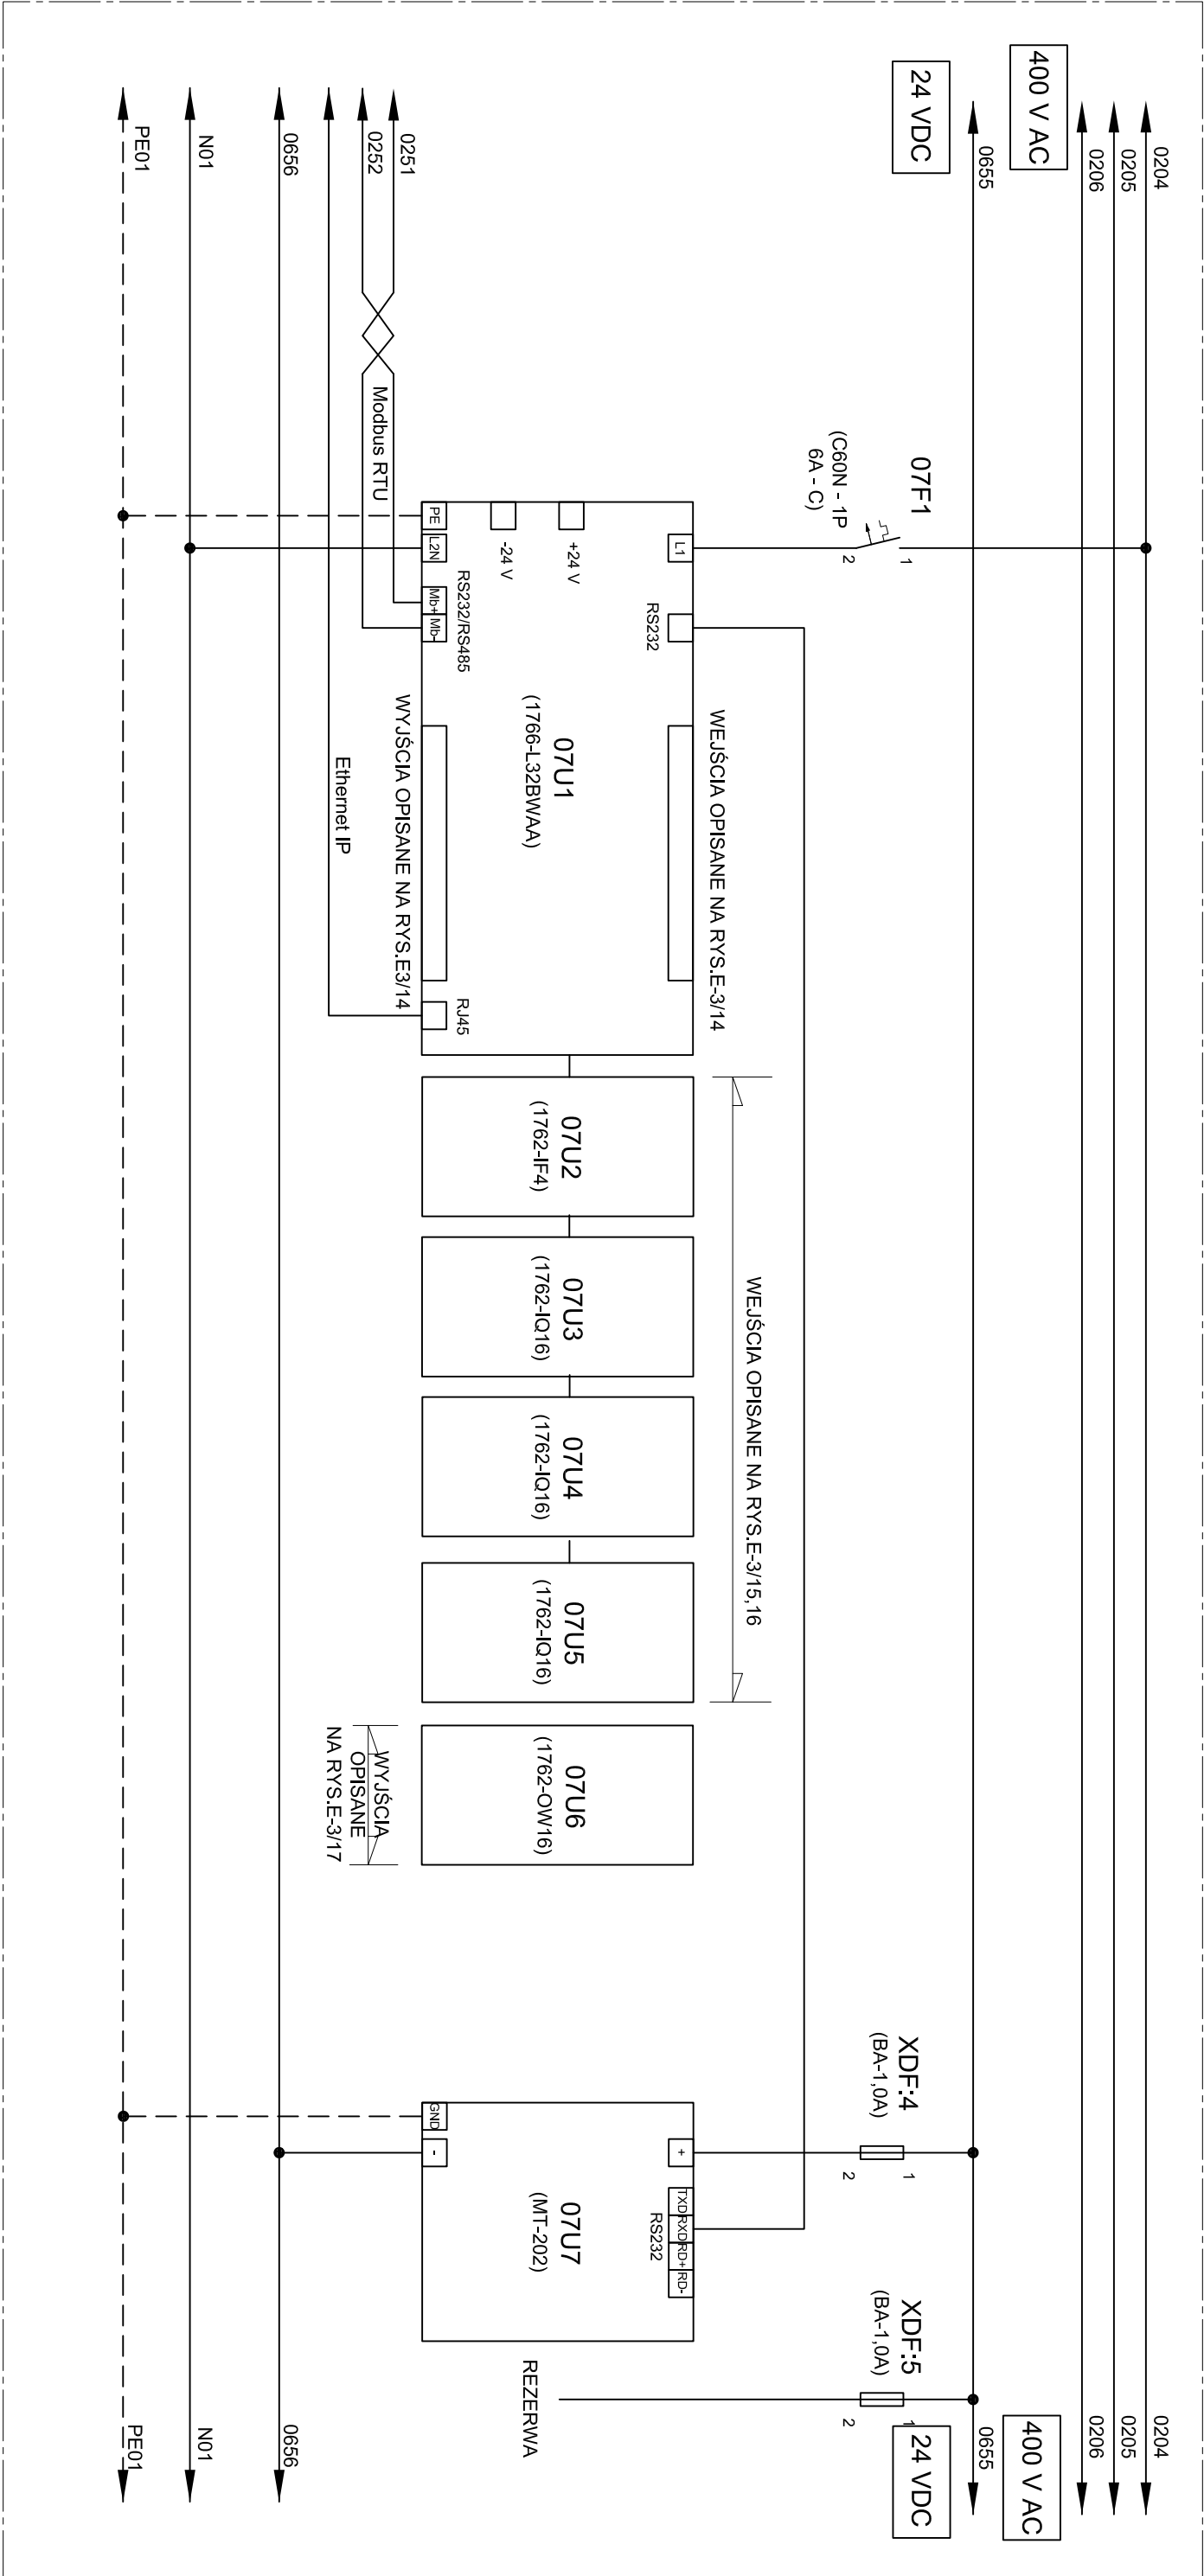 400 V AC
0204
0205
0206
24 VDC
0655
400 V AC
0204
0205
0206
24 VDC
0655
07F1
(C60N - 1P
6A - C)
1
2
XDF:4
(BA-1,0A)
1
2
XDF:5
(BA-1,0A)
1
2
REZERWA
WEJŚCIA OPISANE NA RYS.E-3/14
WEJŚCIA OPISANE NA RYS.E-3/15,16
L1
RS232
+24 V
-24 V
07U1
(1766-L32BWAA)
RS232/RS485
PE
L2N
Mb+
Mb-
RJ45
WYJŚCIA OPISANE NA RYS.E3/14
07U2
(1762-IF4)
07U3
(1762-IQ16)
07U4
(1762-IQ16)
07U5
(1762-IQ16)
07U6
(1762-OW16)
WYJŚCIA
OPISANE
NA RYS.E-3/17
+
TXD
RXD
RD+
RD-
RS232
07U7
(MT-202)
GND
-
0251
0252
Modbus RTU
Ethernet IP
0656
0656
N01
N01
PE01
PE01